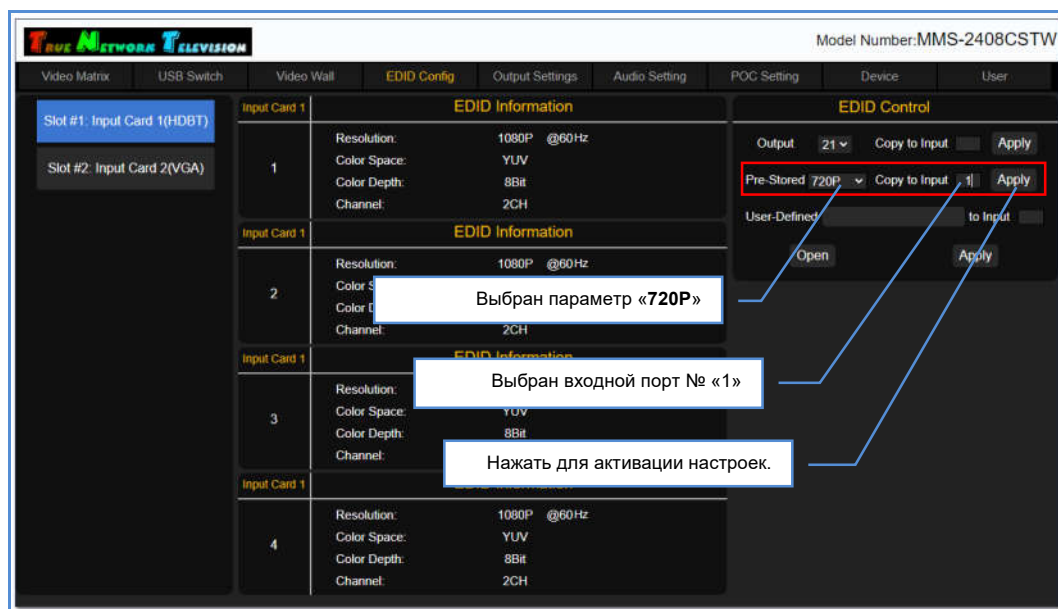 TRUE NETWORK TELEVISION
Model Number:MMS-2408CSTW
Video Matrix USB Switch Video Wall EDID Config Output Settings Audio Setting POC Setting Device User
Slot #1: Input Card 1(HDBT)
Slot #2: Input Card 2(VGA)
Input Card 1 EDID Information
1
Resolution: 1080P @60Hz
Color Space: YUV
Color Depth: 8Bit
Channel: 2CH
Input Card 1 EDID Information
2
Resolution: 1080P @60Hz
Color
Color
Channel: 2CH
Input Card 1 EDID Information
3
Resolution:
Color Space: YUV
Color Depth: 8Bit
Channel:
Input Card 1
4
Resolution: 1080P @60Hz
Color Space: YUV
Color Depth: 8Bit
Channel: 2CH
EDID Control
Output 21 Copy to Input Apply
Pre-Stored 720P Copy to Input 1 Apply
User-Defined to Input
Open Apply
Выбран параметр «720P»
Выбран входной порт № «1»
Нажать для активации настроек.